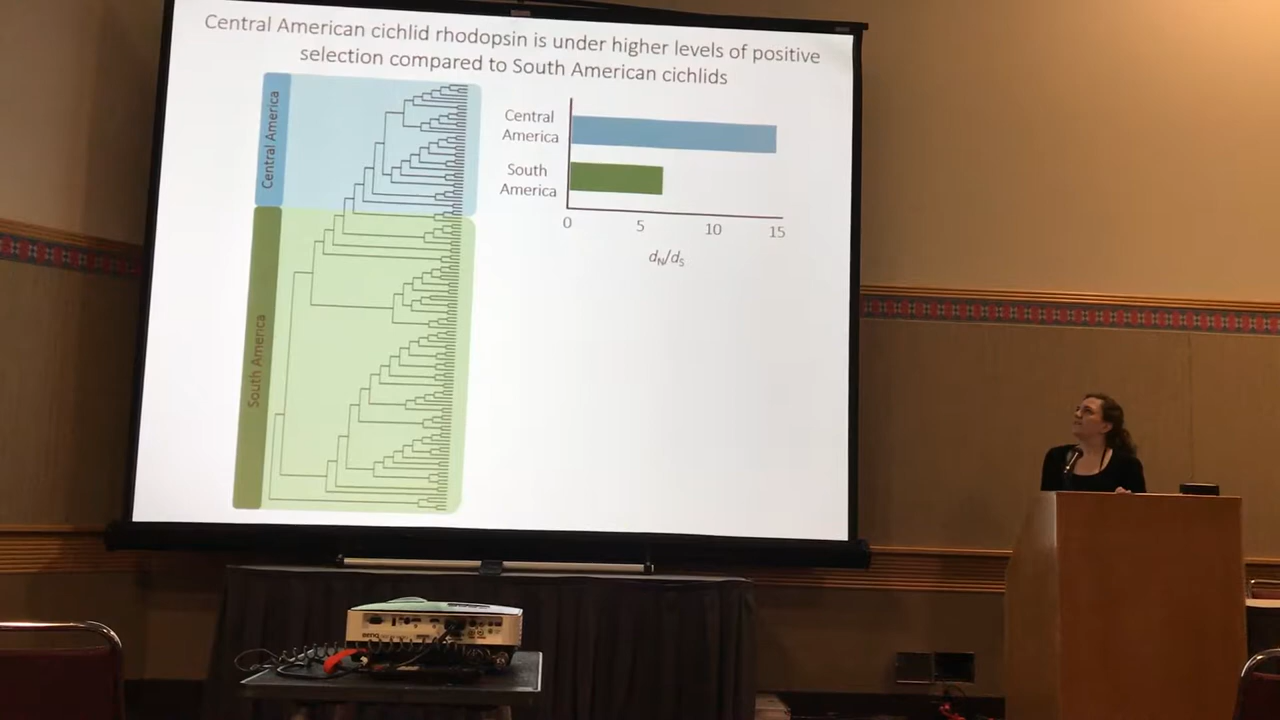 Central American cichlid rhodopsin is under higher levels of positive
selection compared to South American cichlids
Central America
South America
Central
America
South
America
0 5 10 15
dN/dS
BenQ